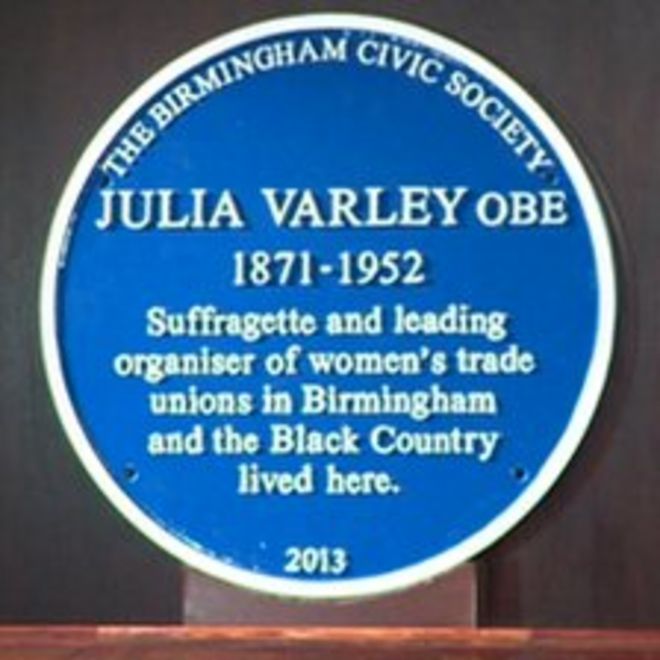 THE BIRMINGHAM CIVIC SOCIETY
JULIA VARLEY OBE
1871-1952
Suffragette and leading
organiser of women's trade
unions in Birmingham
and the Black Country
lived here.
2013